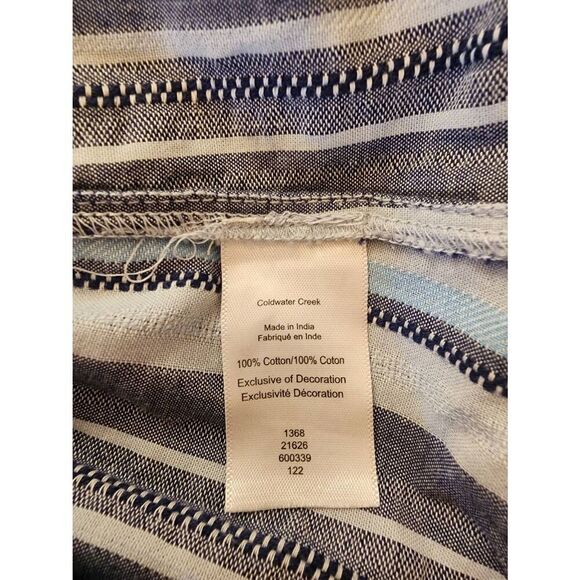 Coldwater Creek
Made in India
Fabriqué en Inde
100% Cotton/100% Coton
Exclusive of Decoration
Exclusivité Décoration
1368
21626
600339
122